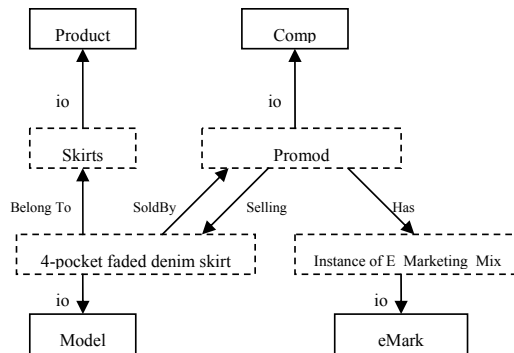 Product
Comp
io
io
Skirts
Promod
Belong To
SoldBy
Selling
Has
4-pocket faded denim skirt
Instance of E Marketing Mix
io
io
Model
eMark